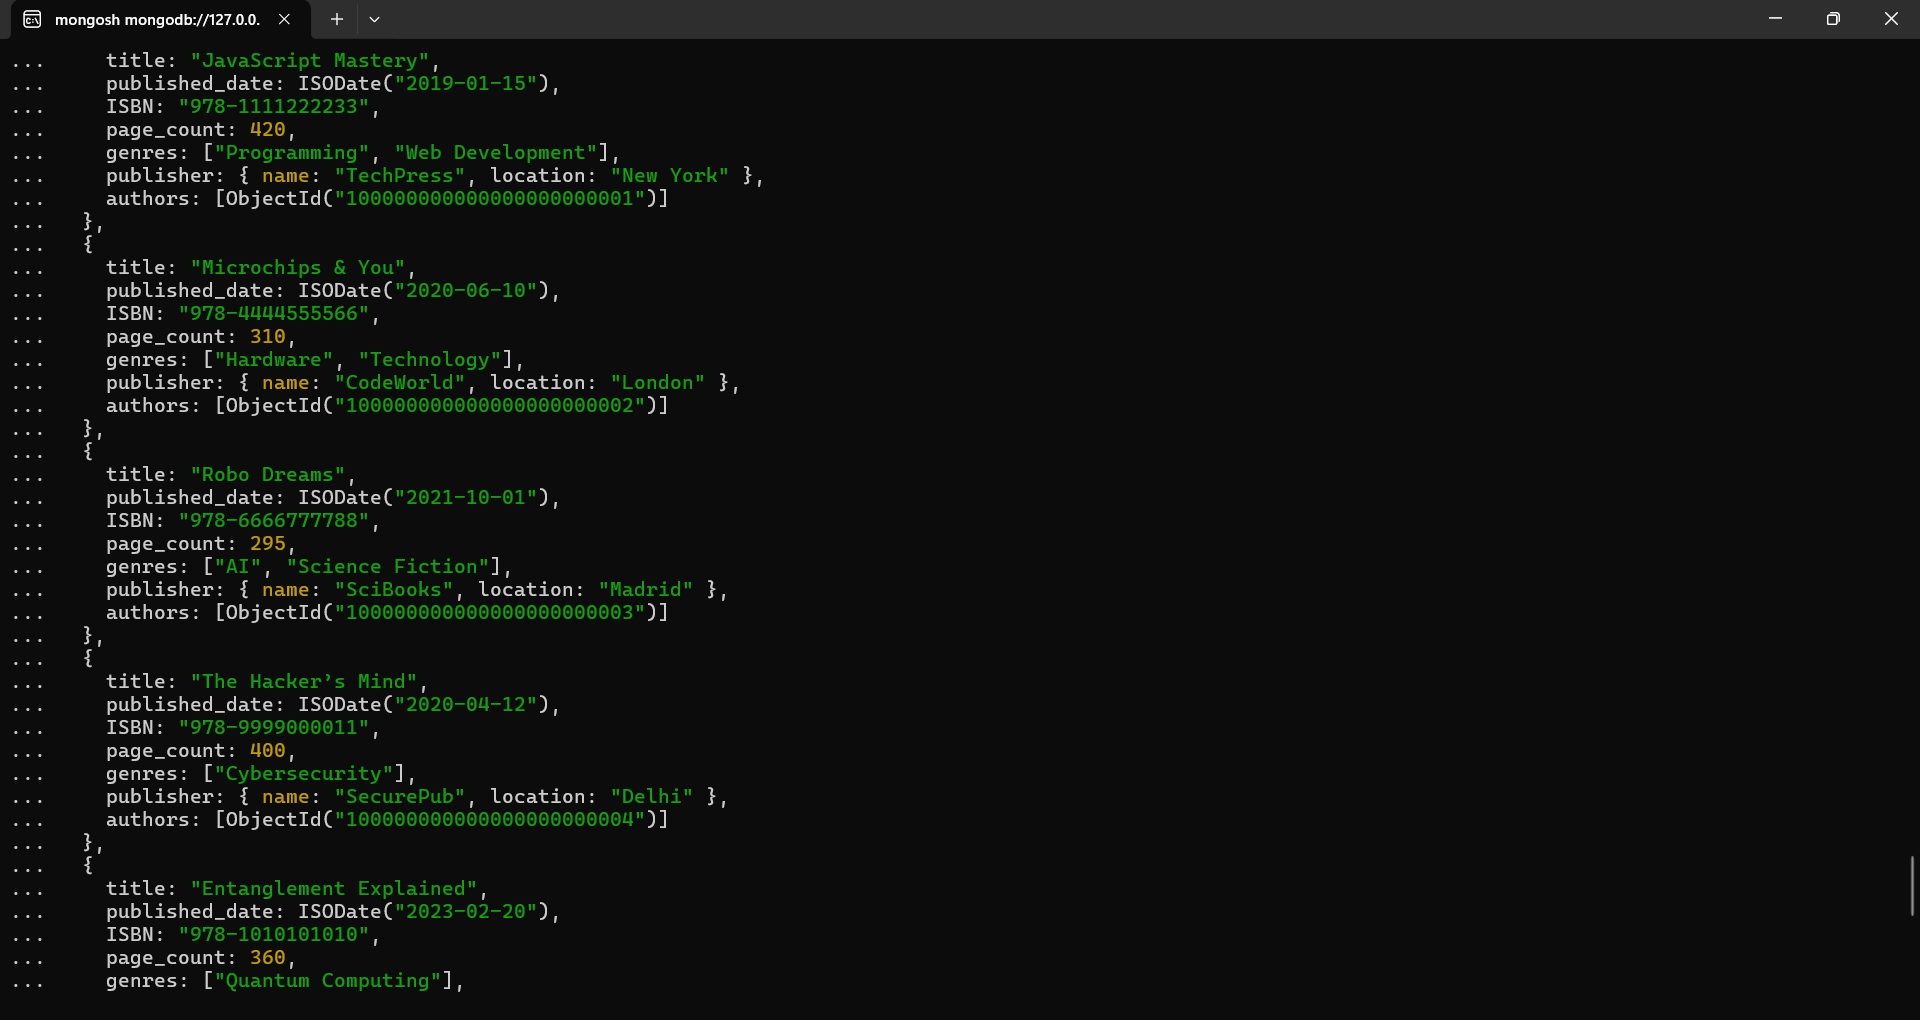 mongosh mongodb://127.0.0.
...     title: "JavaScript Mastery",
...     published_date: ISODate("2019-01-15"),
...     ISBN: "978-1111222233",
...     page_count: 420,
...     genres: ["Programming", "Web Development"],
...     publisher: { name: "TechPress", location: "New York" },
...     authors: [ObjectId("100000000000000000000001")]
...   },
...   {
...     title: "Microchips & You",
...     published_date: ISODate("2020-06-10"),
...     ISBN: "978-4444555566",
...     page_count: 310,
...     genres: ["Hardware", "Technology"],
...     publisher: { name: "CodeWorld", location: "London" },
...     authors: [ObjectId("100000000000000000000002")]
...   },
...   {
...     title: "Robo Dreams",
...     published_date: ISODate("2021-10-01"),
...     ISBN: "978-6666777788",
...     page_count: 295,
...     genres: ["AI", "Science Fiction"],
...     publisher: { name: "SciBooks", location: "Madrid" },
...     authors: [ObjectId("100000000000000000000003")]
...   },
...   {
...     title: "The Hacker’s Mind",
...     published_date: ISODate("2020-04-12"),
...     ISBN: "978-9999000011",
...     page_count: 400,
...     genres: ["Cybersecurity"],
...     publisher: { name: "SecurePub", location: "Delhi" },
...     authors: [ObjectId("100000000000000000000004")]
...   },
...   {
...     title: "Entanglement Explained",
...     published_date: ISODate("2023-02-20"),
...     ISBN: "978-1010101010",
...     page_count: 360,
...     genres: ["Quantum Computing"],